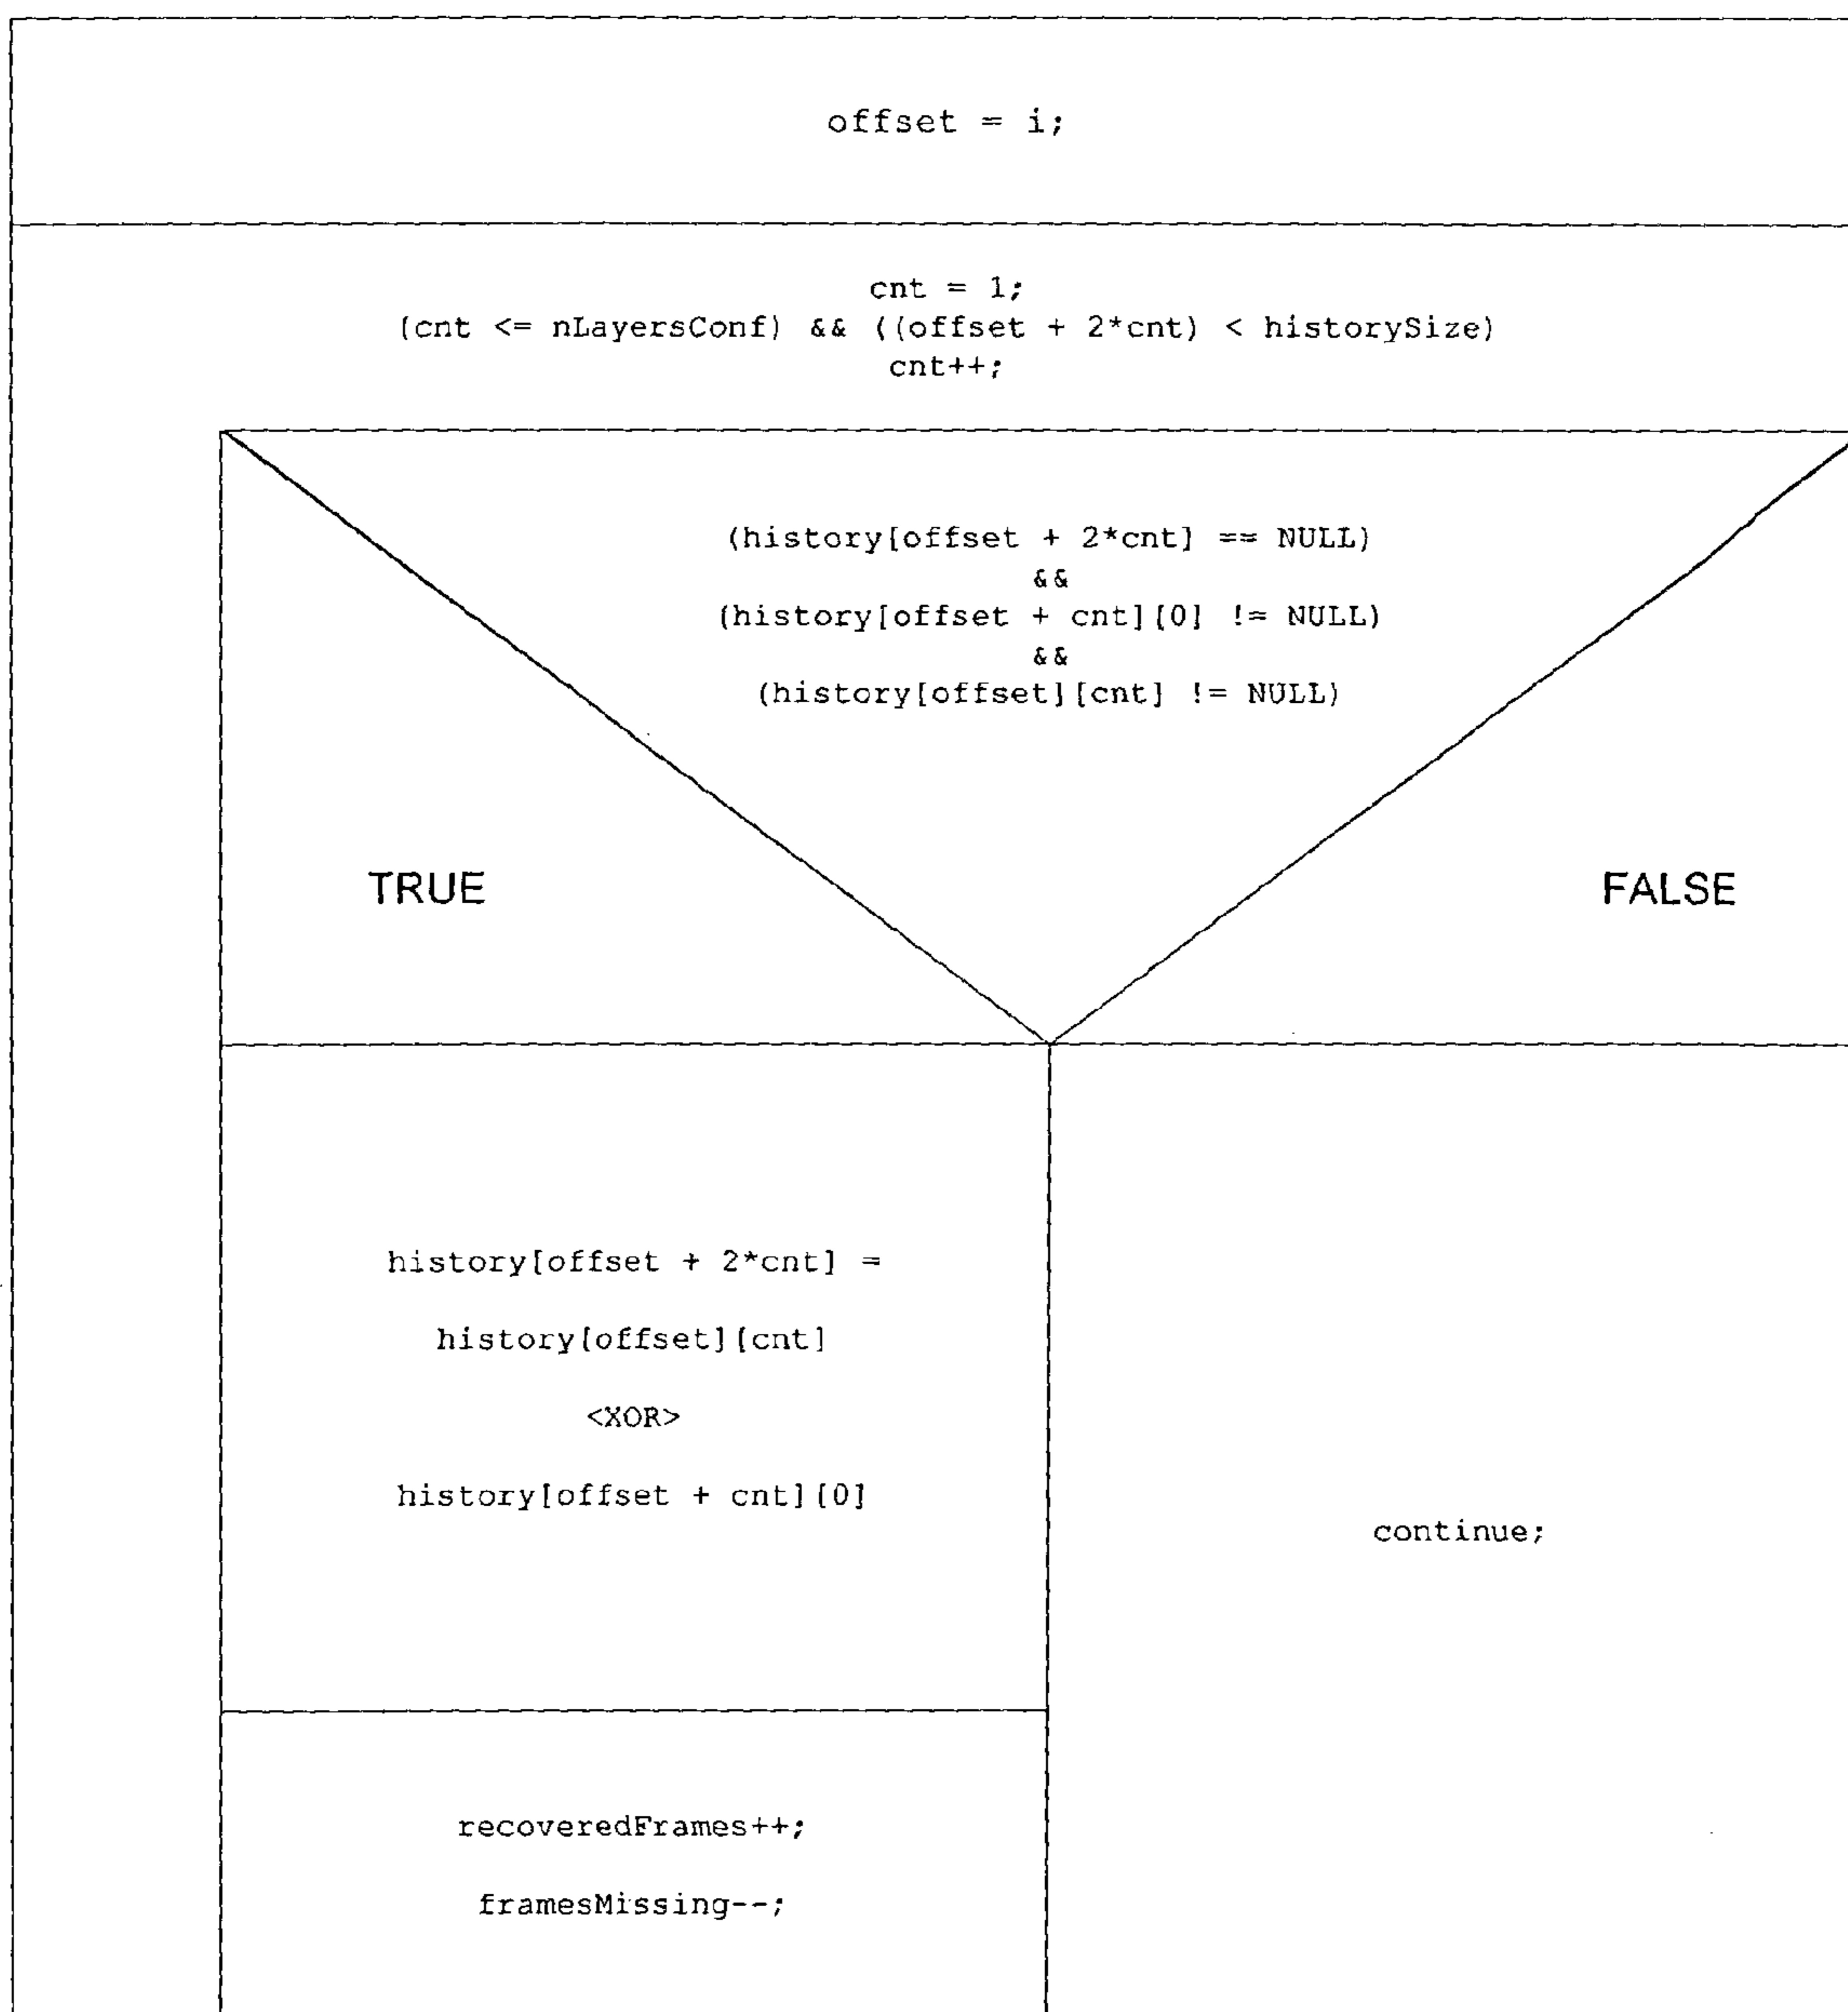 offset = i;
cnt = 1;
(cnt <= nLayersConf) && ((offset + 2*cnt) < historySize)
cnt++;
(history[offset + 2*cnt] == NULL)
&&
(history[offset + cnt][0] != NULL)
&&
(history[offset][cnt] != NULL)
TRUE
FALSE
history[offset + 2*cnt] =
history[offset][cnt]
<XOR>
history[offset + cnt][0]
continue;
recoveredFrames++;
framesMissing--;